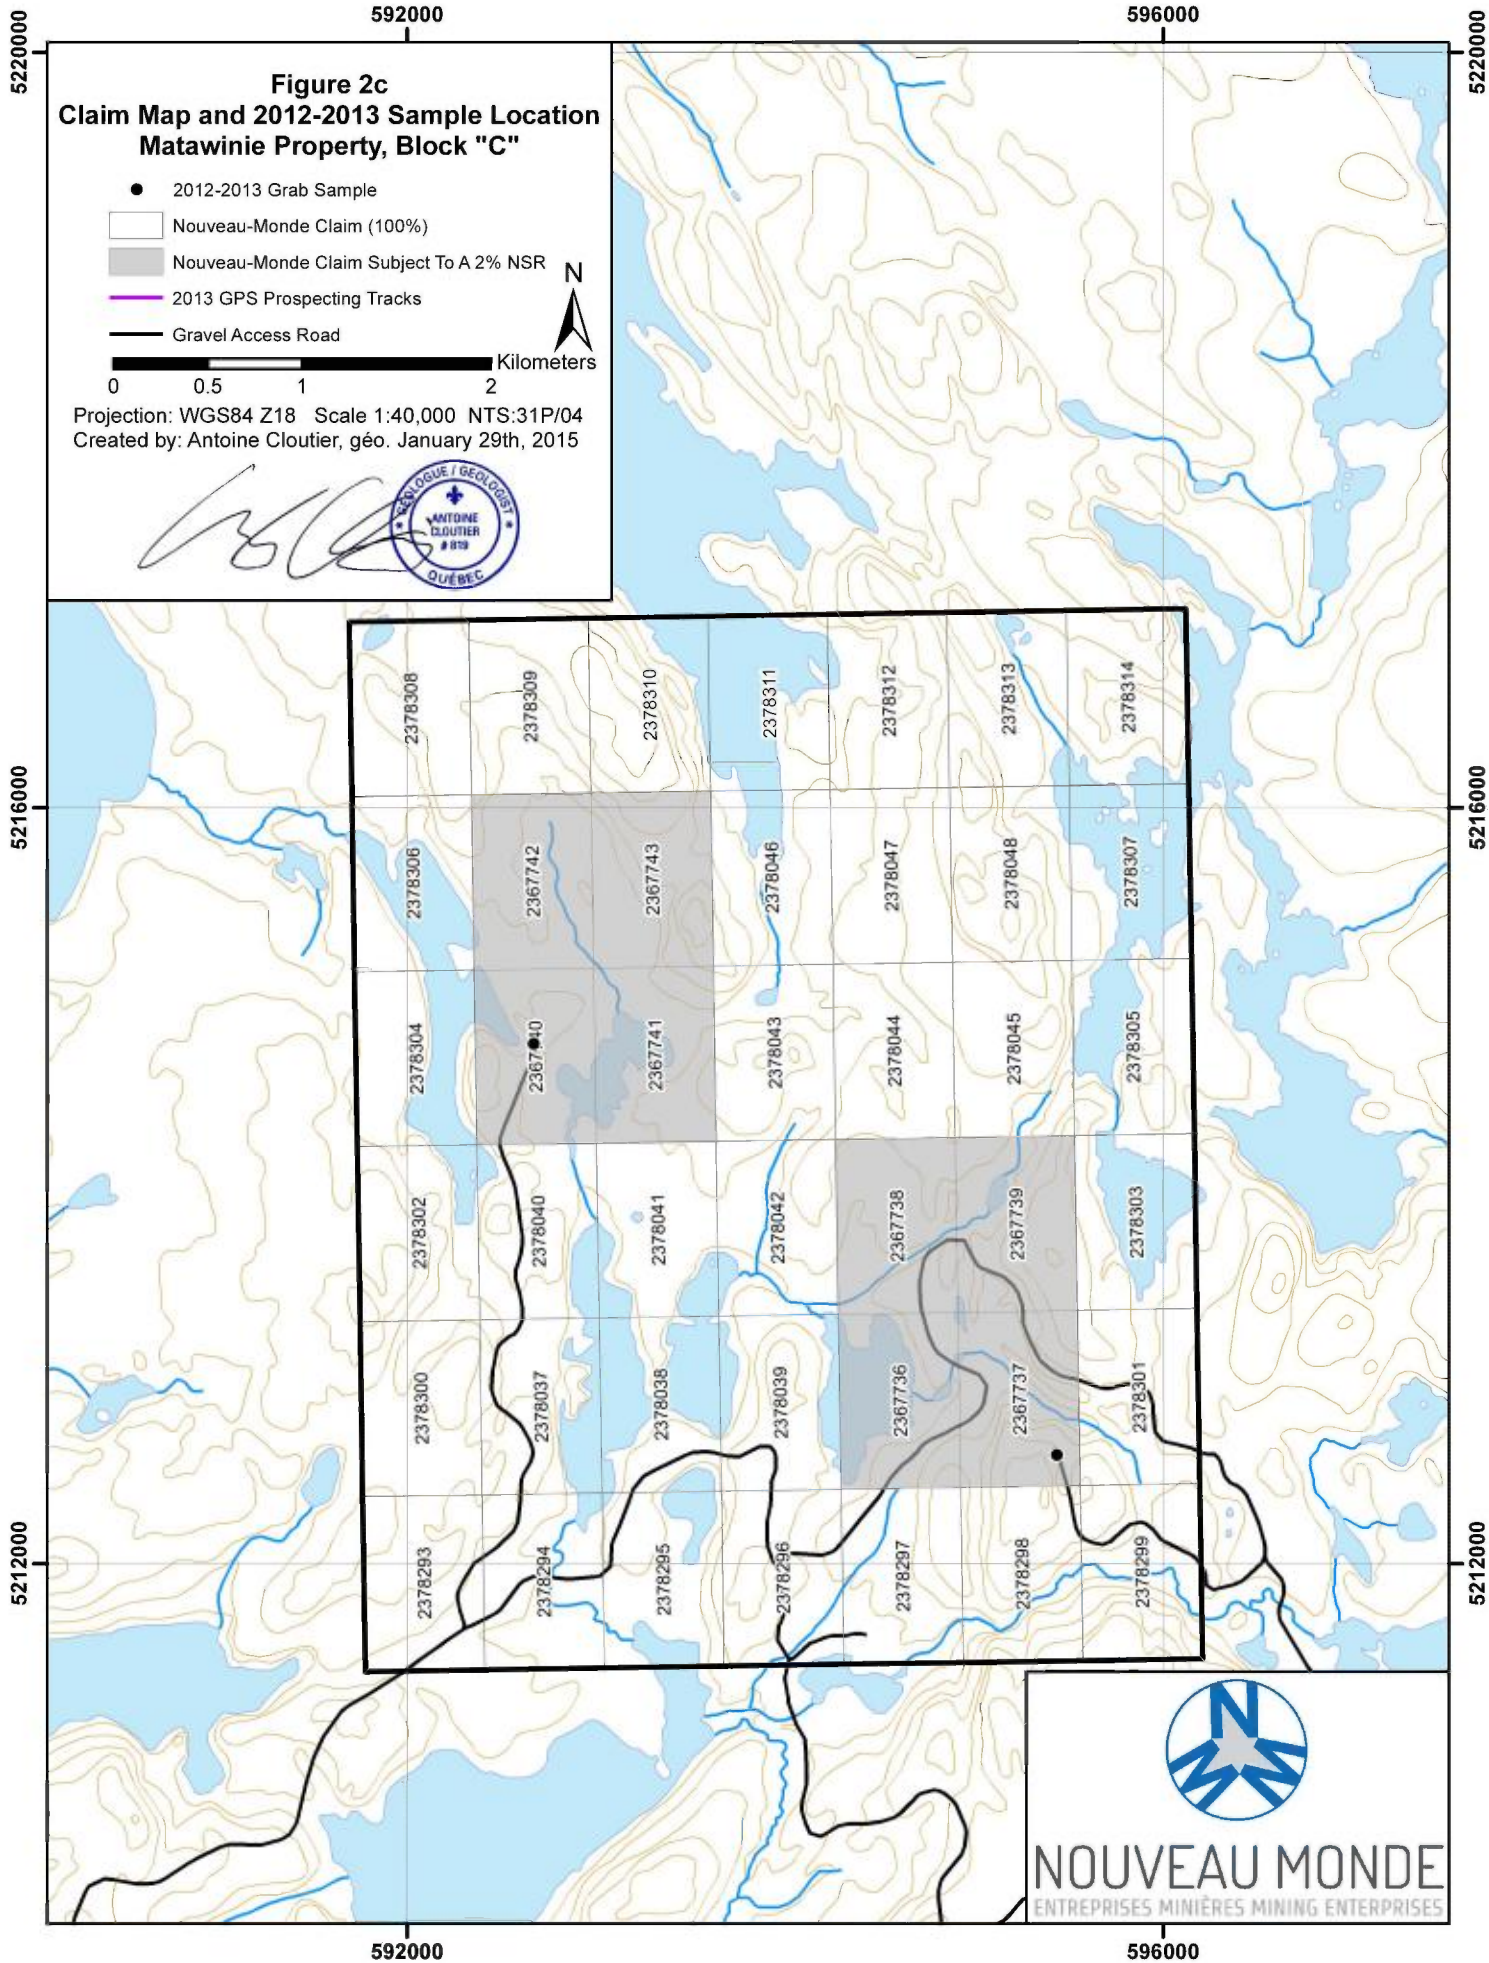 592000
596000
5220000
5220000
Figure 2c
Claim Map and 2012-2013 Sample Location
Matawinie Property, Block "C"
2012-2013 Grab Sample
Nouveau-Monde Claim (100%)
Nouveau-Monde Claim Subject To A 2% NSR
N
2013 GPS Prospecting Tracks
Gravel Access Road
Kilometers
0 0.5 1 2
Projection: WGS84 Z18 Scale 1:40,000 NTS:31P/04
Created by: Antoine Cloutier, géo. January 29th, 2015
GÉOLOGUE / GEOLOGIST
ANTOINE
CLOUTIER
# 819
QUÉBEC
2378308
2378309
2378310
2378311
2378312
2378313
2378314
5216000
5216000
2378306
2367742
2367743
2378046
2378047
2378048
2378307
2378304
2367740
2367741
2378043
2378044
2378045
2378305
2378302
2378040
2378041
2378042
2367738
2367739
2378303
2378300
2378037
2378038
2378039
2367736
2367737
2378301
5212000
5212000
2378293
2378294
2378295
2378296
2378297
2378298
2378299
NOUVEAU MONDE
ENTREPRISES MINIÈRES MINING ENTERPRISES
592000
596000